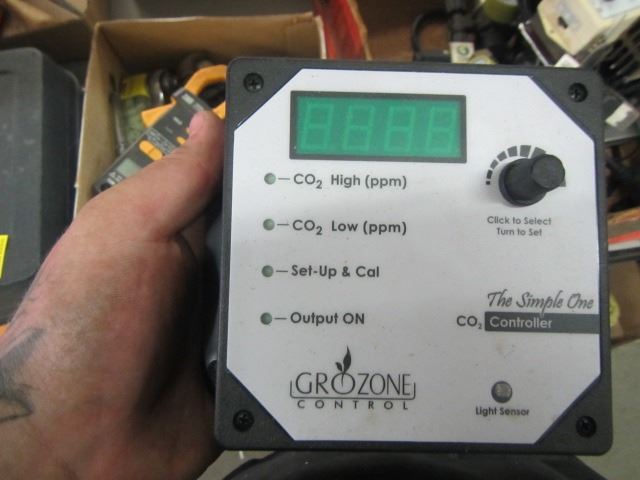 CO2 High (ppm)
CO2 Low (ppm)
Set-Up & Cal
Output ON
Click to Select
Turn to Set
The Simple One
CO2 Controller
GROZONE
CONTROL
Light Sensor